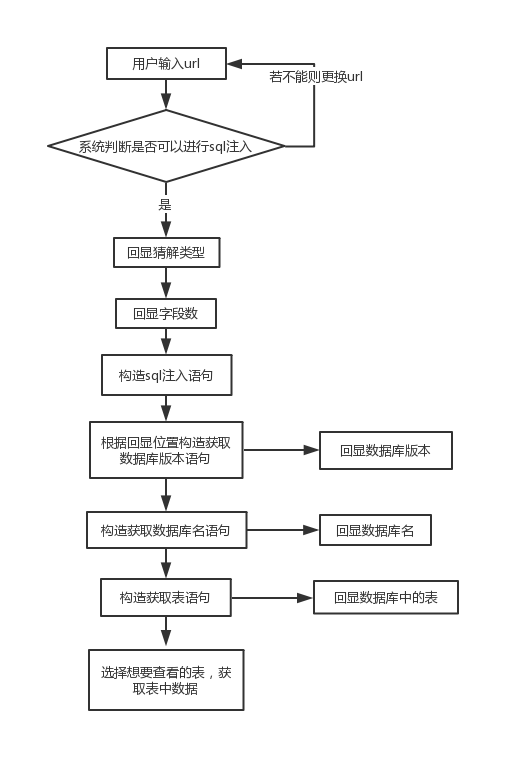 用户输入url
若不能则更换url
系统判断是否可以进行sql注入
是
回显猜解类型
回显字段数
构造sql注入语句
根据回显位置构造获取
数据库版本语句
回显数据库版本
构造获取数据库名语句
回显数据库名
构造获取表语句
回显数据库中的表
选择想要查看的表，获
取表中数据